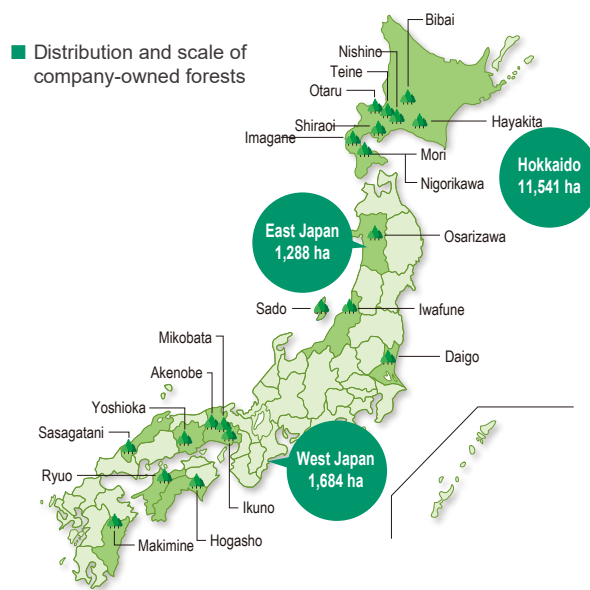 Distribution and scale of
company-owned forests
Bibai
Nishino
Teine
Otaru
Shiraoi
Hayakita
Imagane
Mori
Nigorikawa
Hokkaido
11,541 ha
East Japan
1,288 ha
Osarizawa
Sado
Iwafune
Mikobata
Daigo
Akenobe
Yoshioka
Sasagatani
West Japan
1,684 ha
Ryuo
Ikuno
Hogasho
Makimine